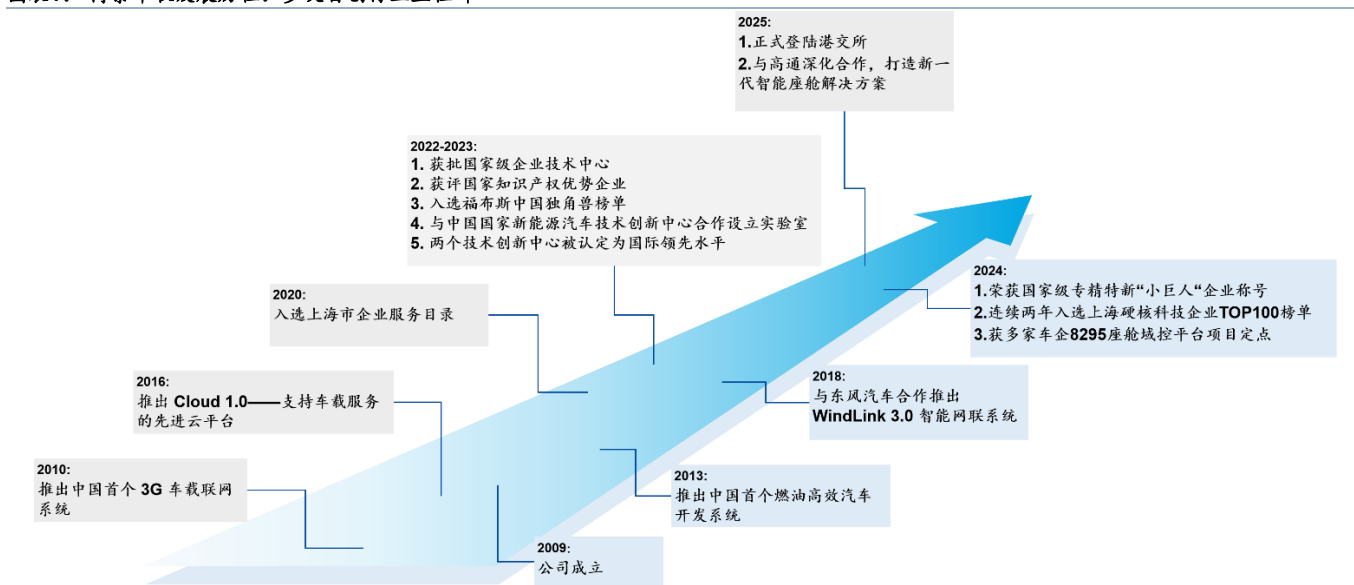 2025:
1.正式登陆港交所
2.与高通深化合作，打造新一
代智能座舱解决方案
2022-2023:
1. 获批国家级企业技术中心
2. 获评国家知识产权优势企业
3. 入选福布斯中国独角兽榜单
4. 与中国国家新能源汽车技术创新中心合作设立实验室
5. 两个技术创新中心被认定为国际领先水平
2024:
1.荣获国家级专精特新“小巨人“企业称号
2.连续两年入选上海硬核科技企业TOP100榜单
3.获多家车企8295座舱域控平台项目定点
2020:
入选上海市企业服务目录
2016:
推出 Cloud 1.0——支持车载服务
的先进云平台
2018:
与东风汽车合作推出
WindLink 3.0 智能网联系统
2010:
推出中国首个 3G 车载联网
系统
2013:
推出中国首个燃油高效汽车
开发系统
2009:
公司成立